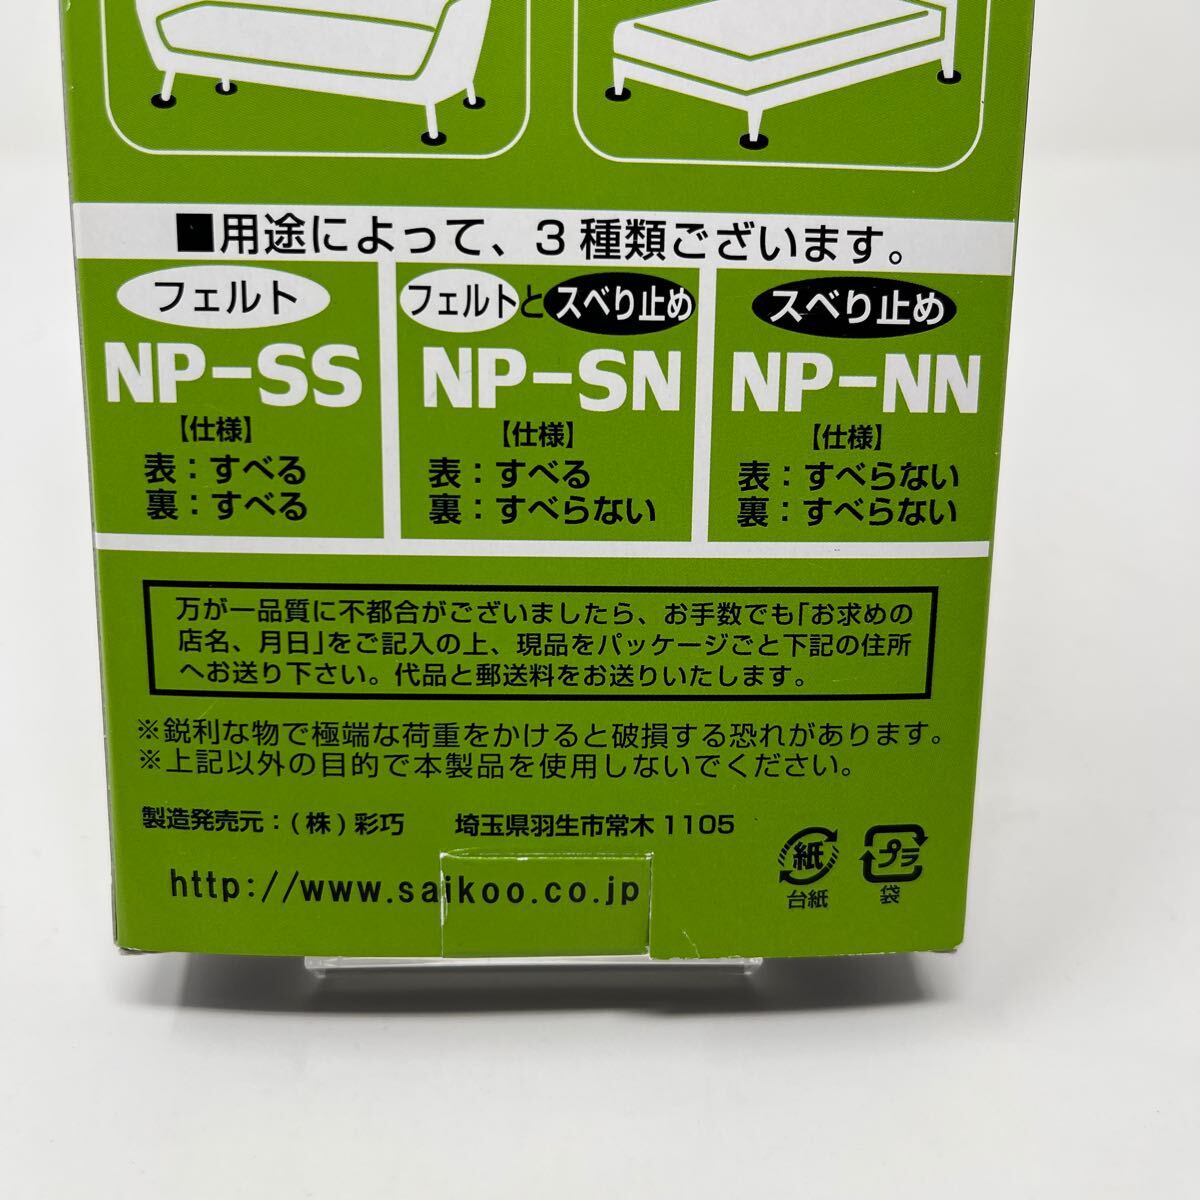 ■用途によって、3種類ございます。
フェルト
NP-SS
【仕様】
表：すべる
裏：すべる
フェルトとスベり止め
NP-SN
【仕様】
表：すべる
裏：すべらない
スベり止め
NP-NN
【仕様】
表：すべらない
裏：すべらない
万が一品質に不都合がございましたら、お手数でも「お求めの
店名、月日」をご記入の上、現品をパッケージごと下記の住所
へお送り下さい。代品と郵送料をお送りいたします。
※鋭利な物で極端な荷重をかけると破損する恐れがあります。
※上記以外の目的で本製品を使用しないでください。
製造発売元：(株)彩巧　埼玉県羽生市常木1105
http://www.saikoo.co.jp
紙
台紙
プラ
袋